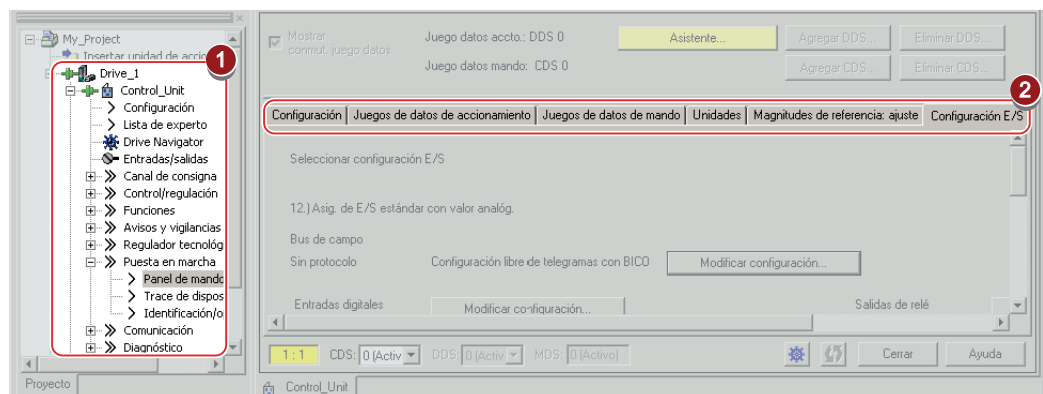 My_Project
Insertar unidad de accio
1
Drive_1
Control_Unit
Configuración
Lista de experto
Drive Navigator
Entradas/salidas
Canal de consigna
Control/regulación
Funciones
Avisos y vigilancias
Regulador tecnológ
Puesta en marcha
Panel de mando
Trace de dispos
Identificación/o
Comunicación
Diagnóstico
Proyecto
Mostrar
conmut. juego datos
Juego datos accto.: DDS 0
Asistente...
Agregar DDS...
Eliminar DDS...
Juego datos mando: CDS 0
Agregar CDS...
Eliminar CDS...
2
Configuración Juegos de datos de accionamiento Juegos de datos de mando Unidades Magnitudes de referencia: ajuste Configuración E/S
Seleccionar configuración E/S
12.) Asig. de E/S estándar con valor analóg.
Bus de campo
Sin protocolo Configuración libre de telegramas con BICO Modificar configuración...
Entradas digitales Modificar configuración... Salidas de relé
1 : 1 CDS: 0 (Activ DDS: 0 (Activ MDS: 0 (Activo) Cerrar Ayuda
Control_Unit